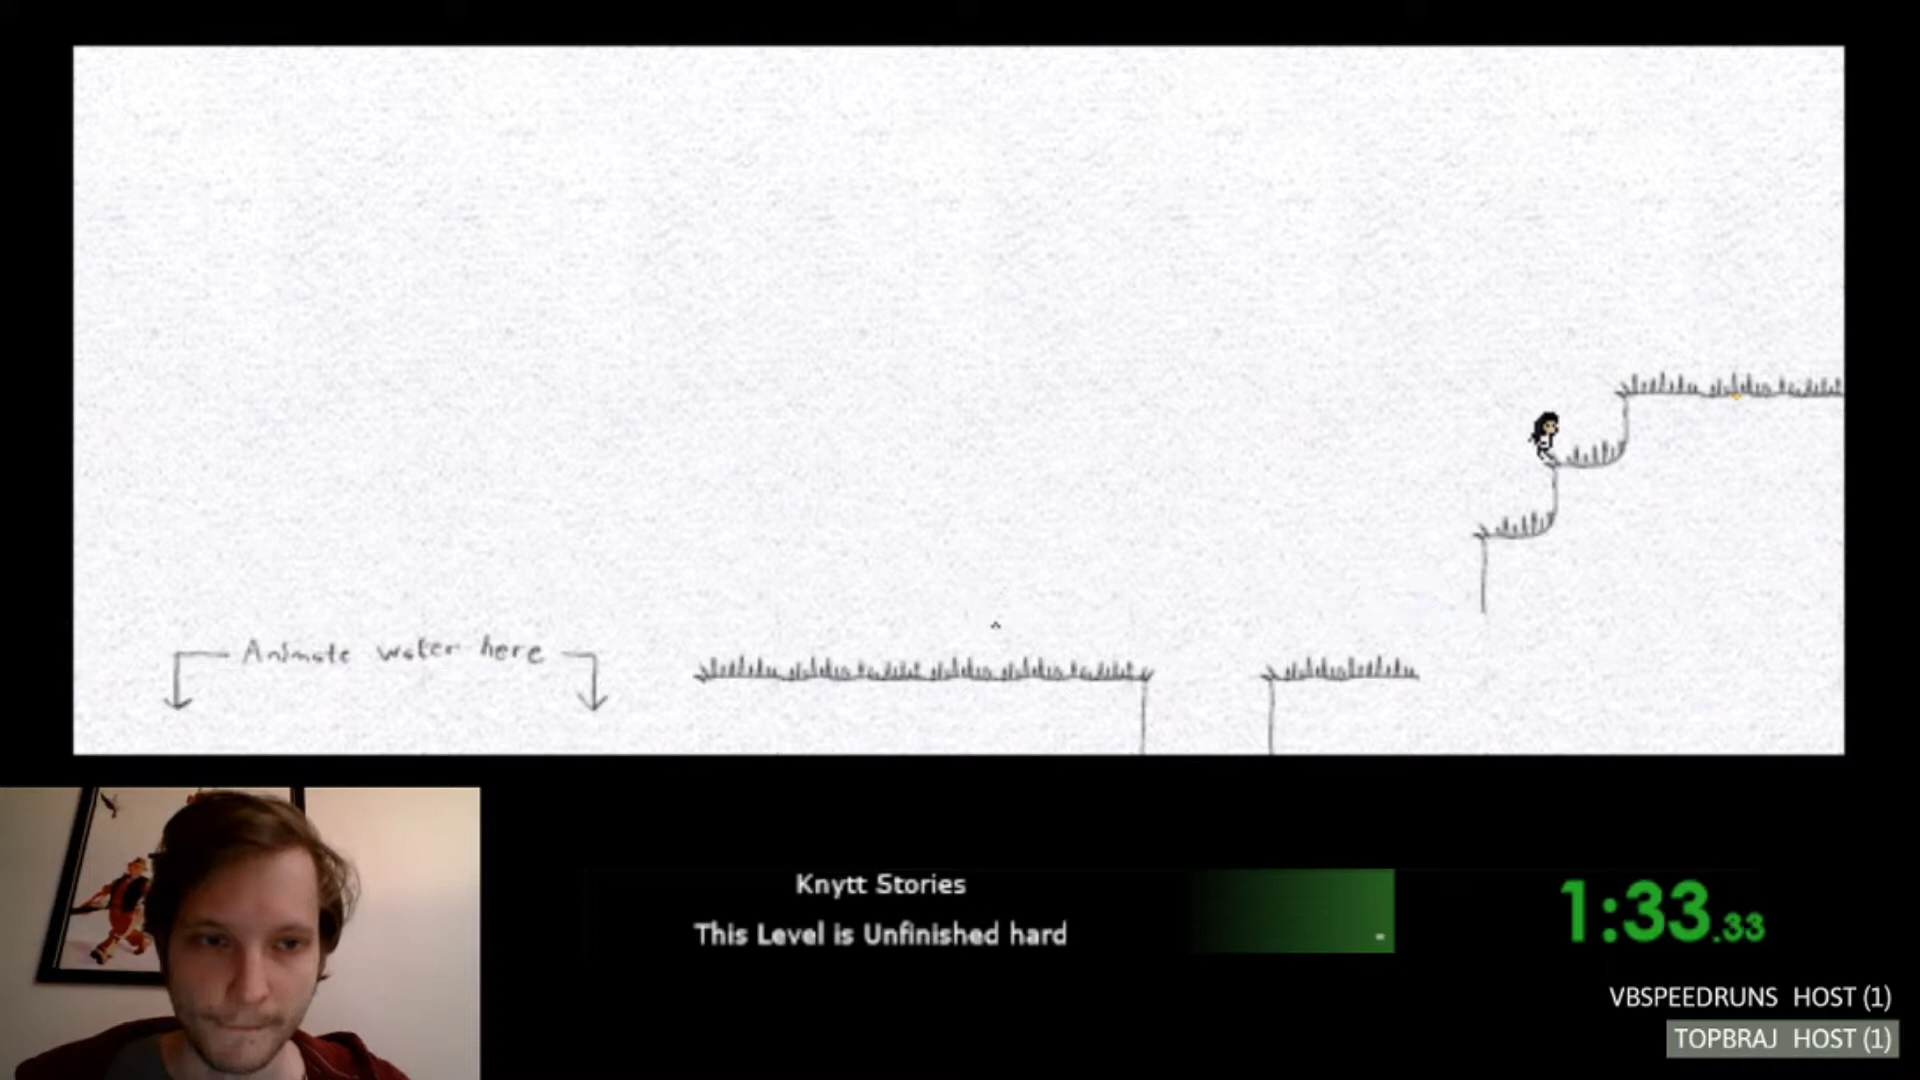 Animate water here
Knytt Stories
This Level is Unfinished hard
-
1:33.33
VBSPEEDRUNS HOST (1)
TOPBRAJ HOST (1)